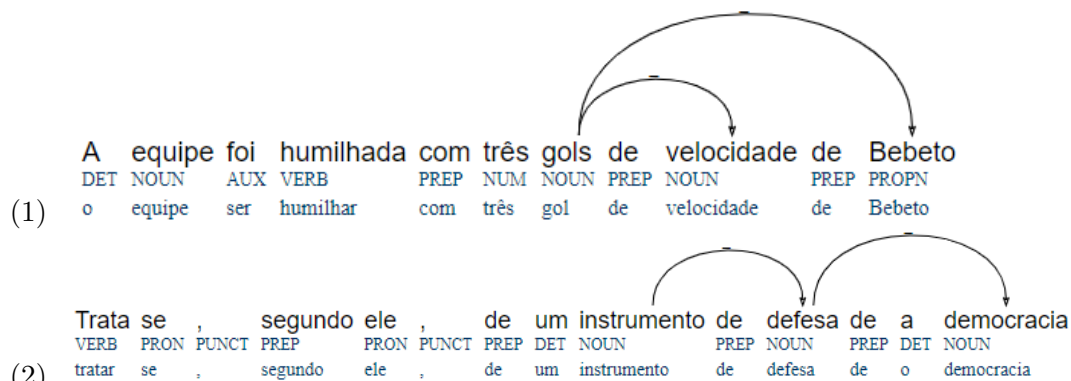 A equipe foi humilhada com três gols de velocidade de Bebeto
DET NOUN AUX VERB PREP NUM NOUN PREP NOUN PREP PROPN
(1) o equipe ser humilhar com três gol de velocidade de Bebeto
Trata se , segundo ele , de um instrumento de defesa de a democracia
VERB PRON PUNCT PREP PRON PUNCT PREP DET NOUN PREP NOUN PREP DET NOUN
(2) tratar se , segundo ele , de um instrumento de defesa de o democracia